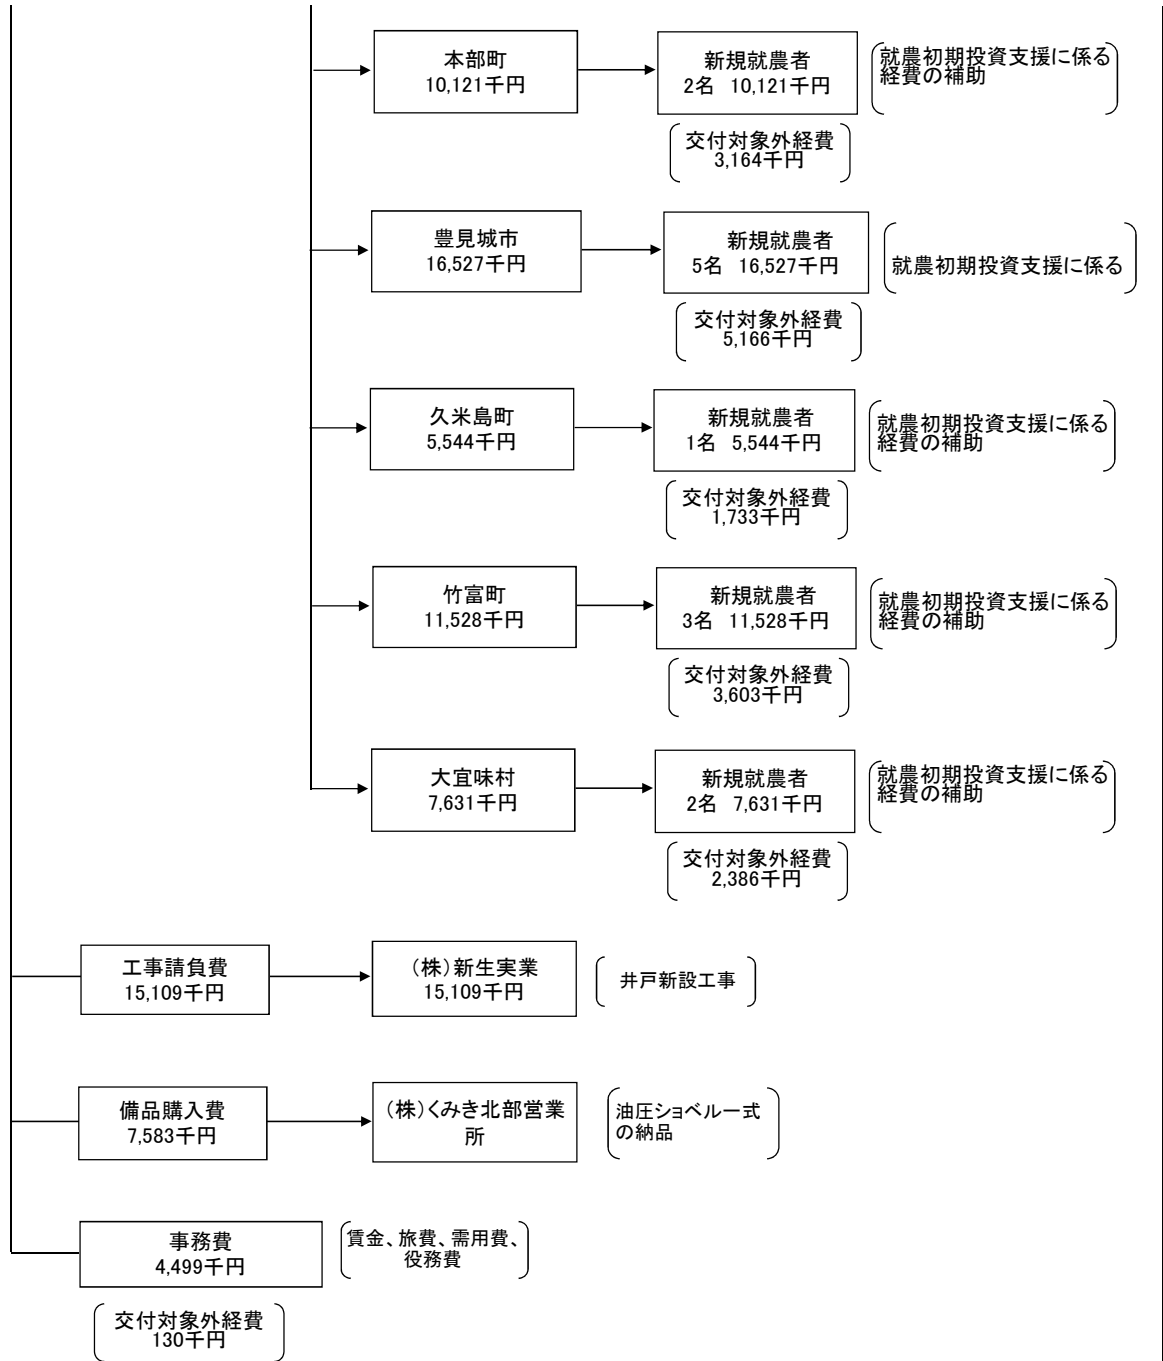 本部町
10,121千円
新規就農者
2名 10,121千円
就農初期投資支援に係る
経費の補助
交付対象外経費
3,164千円
豊見城市
16,527千円
新規就農者
5名 16,527千円
就農初期投資支援に係る
交付対象外経費
5,166千円
久米島町
5,544千円
新規就農者
1名 5,544千円
就農初期投資支援に係る
経費の補助
交付対象外経費
1,733千円
竹富町
11,528千円
新規就農者
3名 11,528千円
就農初期投資支援に係る
経費の補助
交付対象外経費
3,603千円
大宜味村
7,631千円
新規就農者
2名 7,631千円
就農初期投資支援に係る
経費の補助
交付対象外経費
2,386千円
工事請負費
15,109千円
(株)新生実業
15,109千円
井戸新設工事
備品購入費
7,583千円
(株)くみき北部営業
所
油圧ショベル一式
の納品
事務費
4,499千円
賃金、旅費、需用費、
役務費
交付対象外経費
130千円